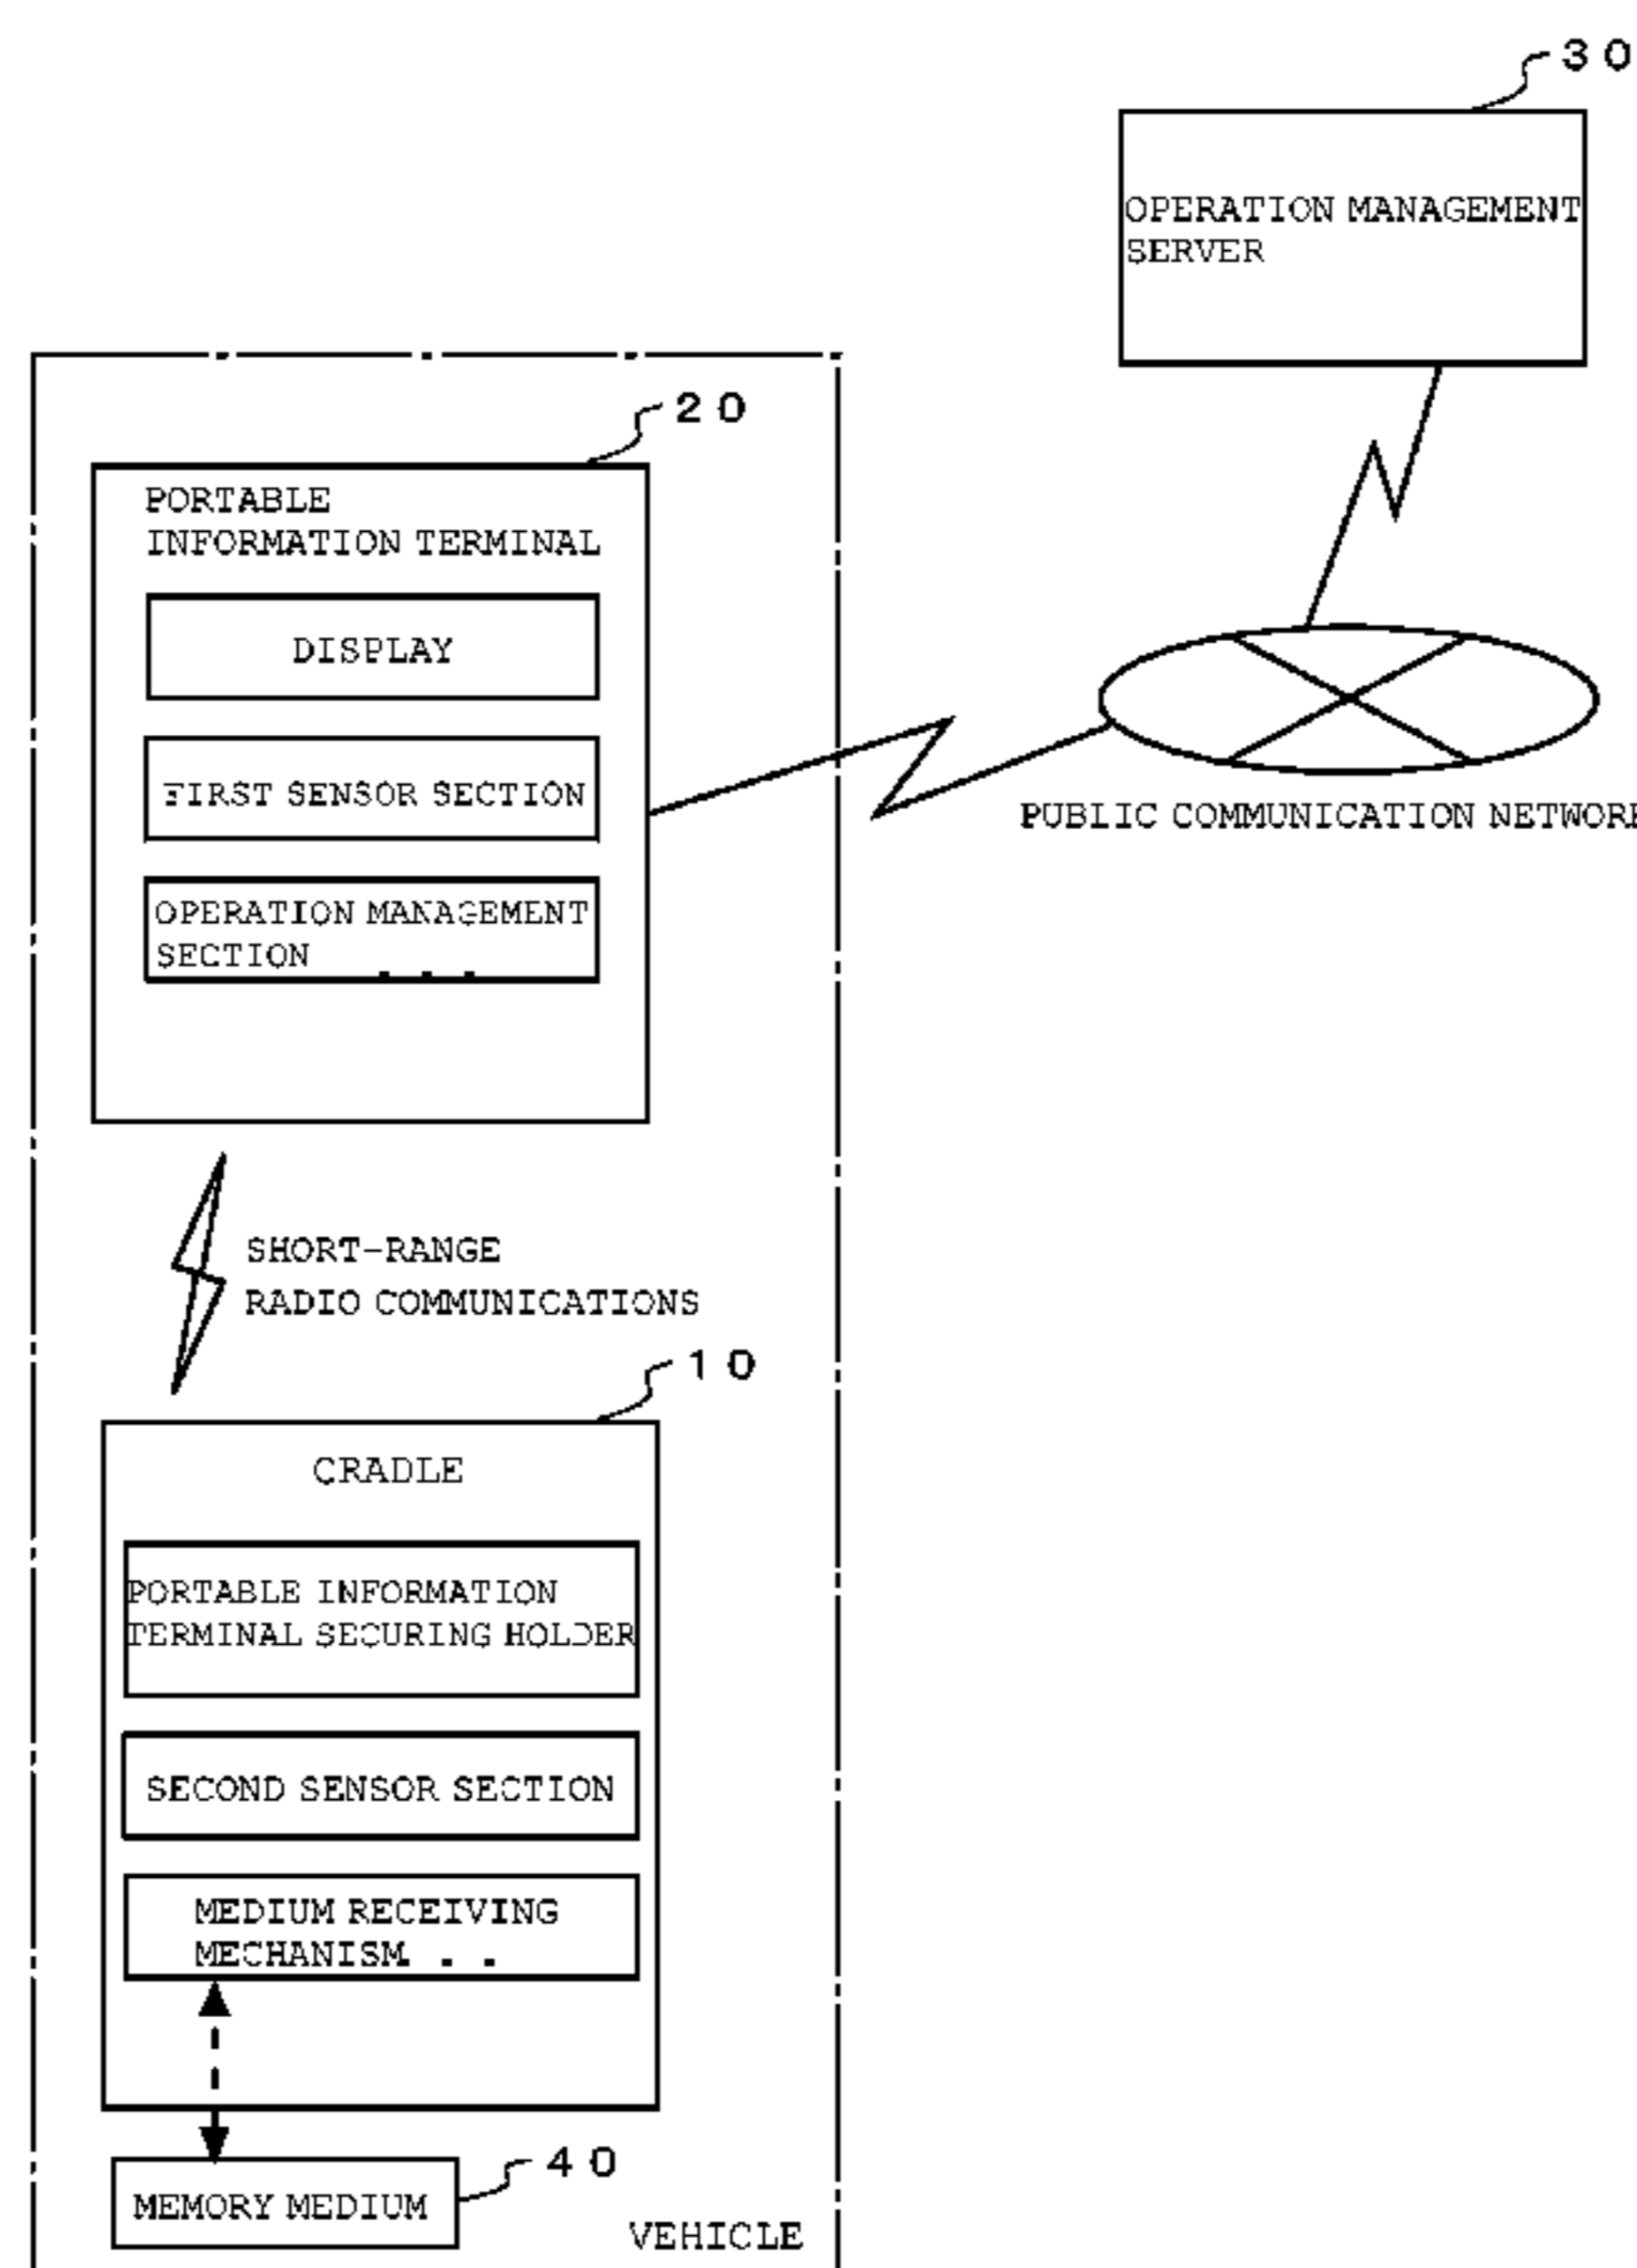 30
OPERATION MANAGEMENT
SERVER
20
PORTABLE
INFORMATION TERMINAL
DISPLAY
FIRST SENSOR SECTION
OPERATION MANAGEMENT
SECTION . . .
PUBLIC COMMUNICATION NETWORK
SHORT-RANGE
RADIO COMMUNICATIONS
10
CRADLE
PORTABLE INFORMATION
TERMINAL SECURING HOLDER
SECOND SENSOR SECTION
MEDIUM RECEIVING
MECHANISM. . .
40
MEMORY MEDIUM
VEHICLE